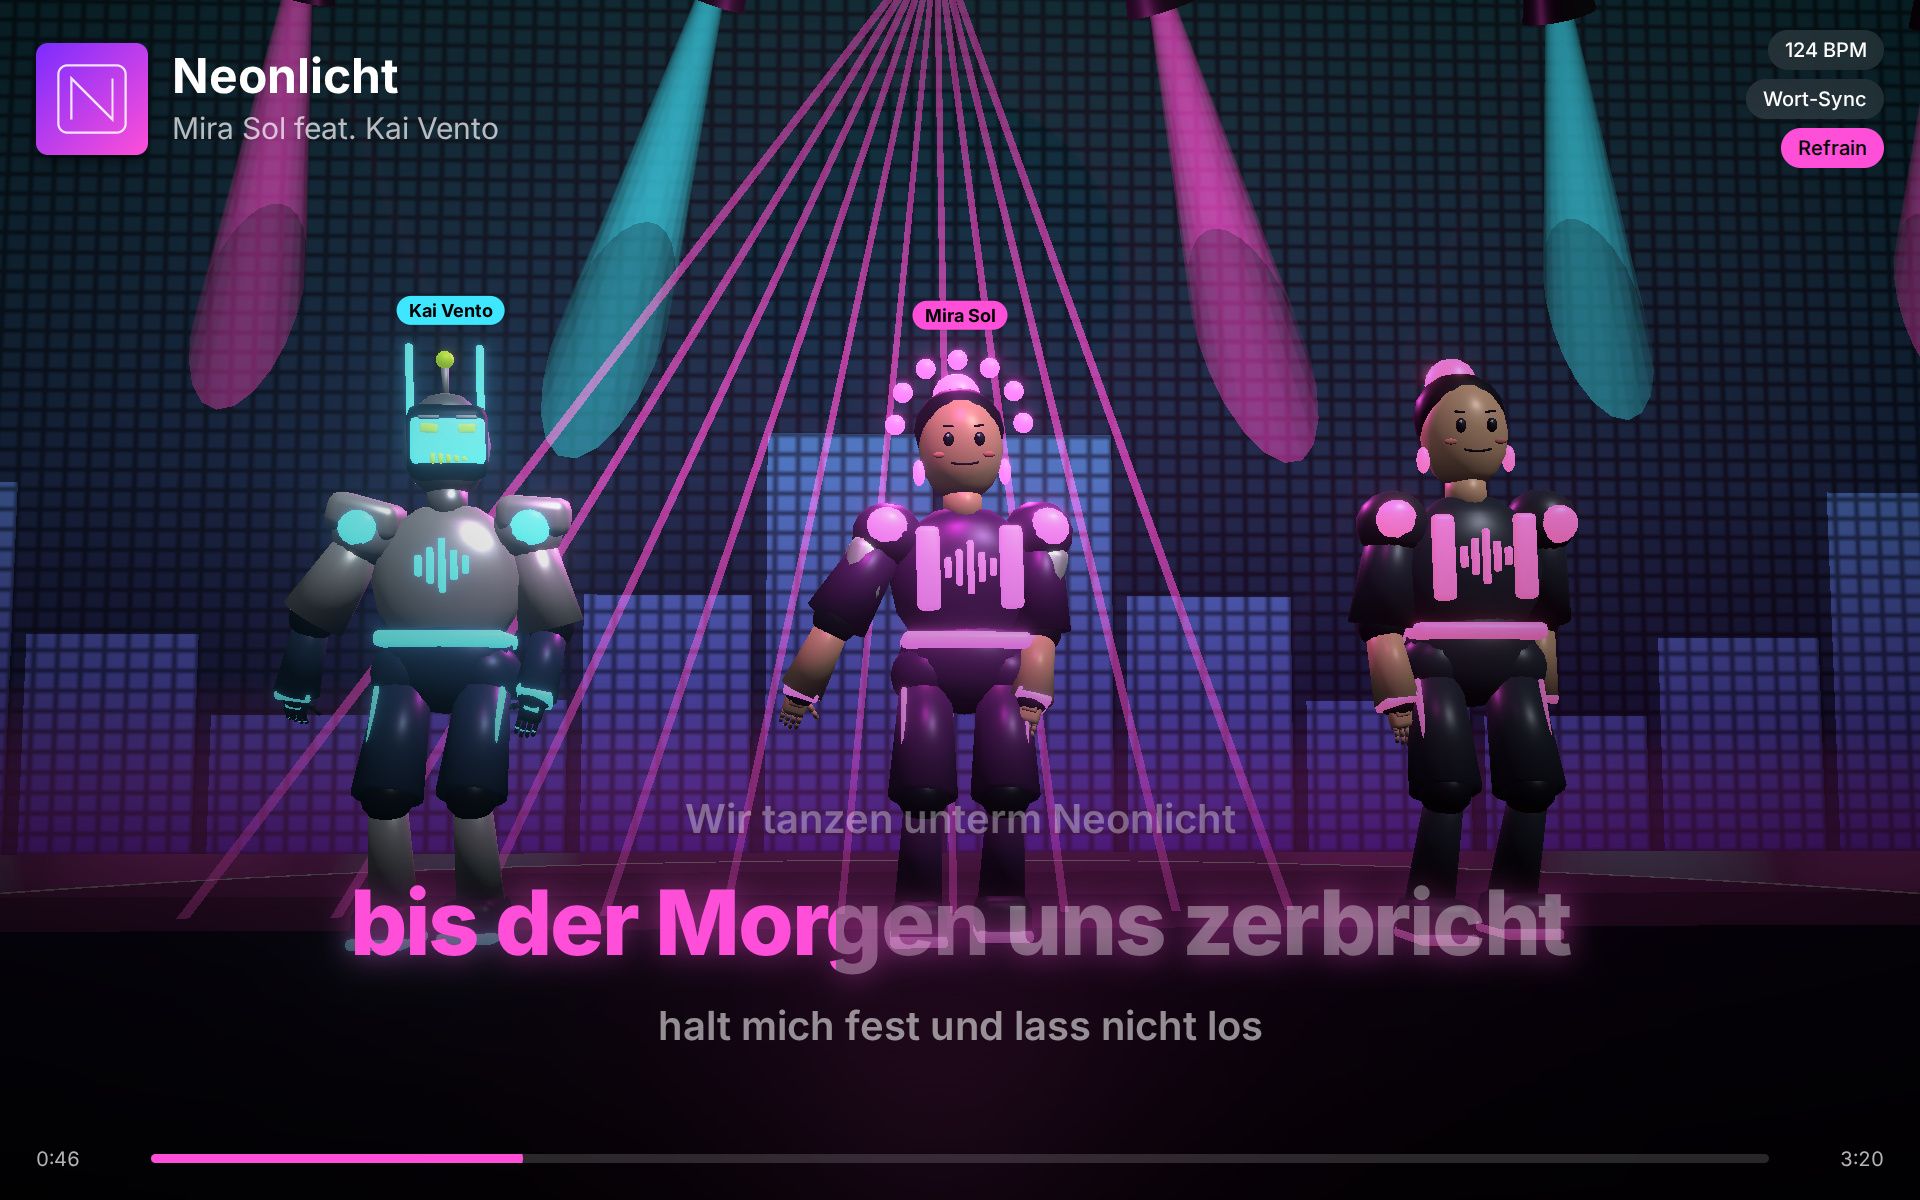 N
Neonlicht
Mira Sol feat. Kai Vento
124 BPM
Wort-Sync
Refrain
Kai Vento
Mira Sol
Wir tanzen unterm Neonlicht
bis der Morgen uns zerbricht
halt mich fest und lass nicht los
0:46
3:20